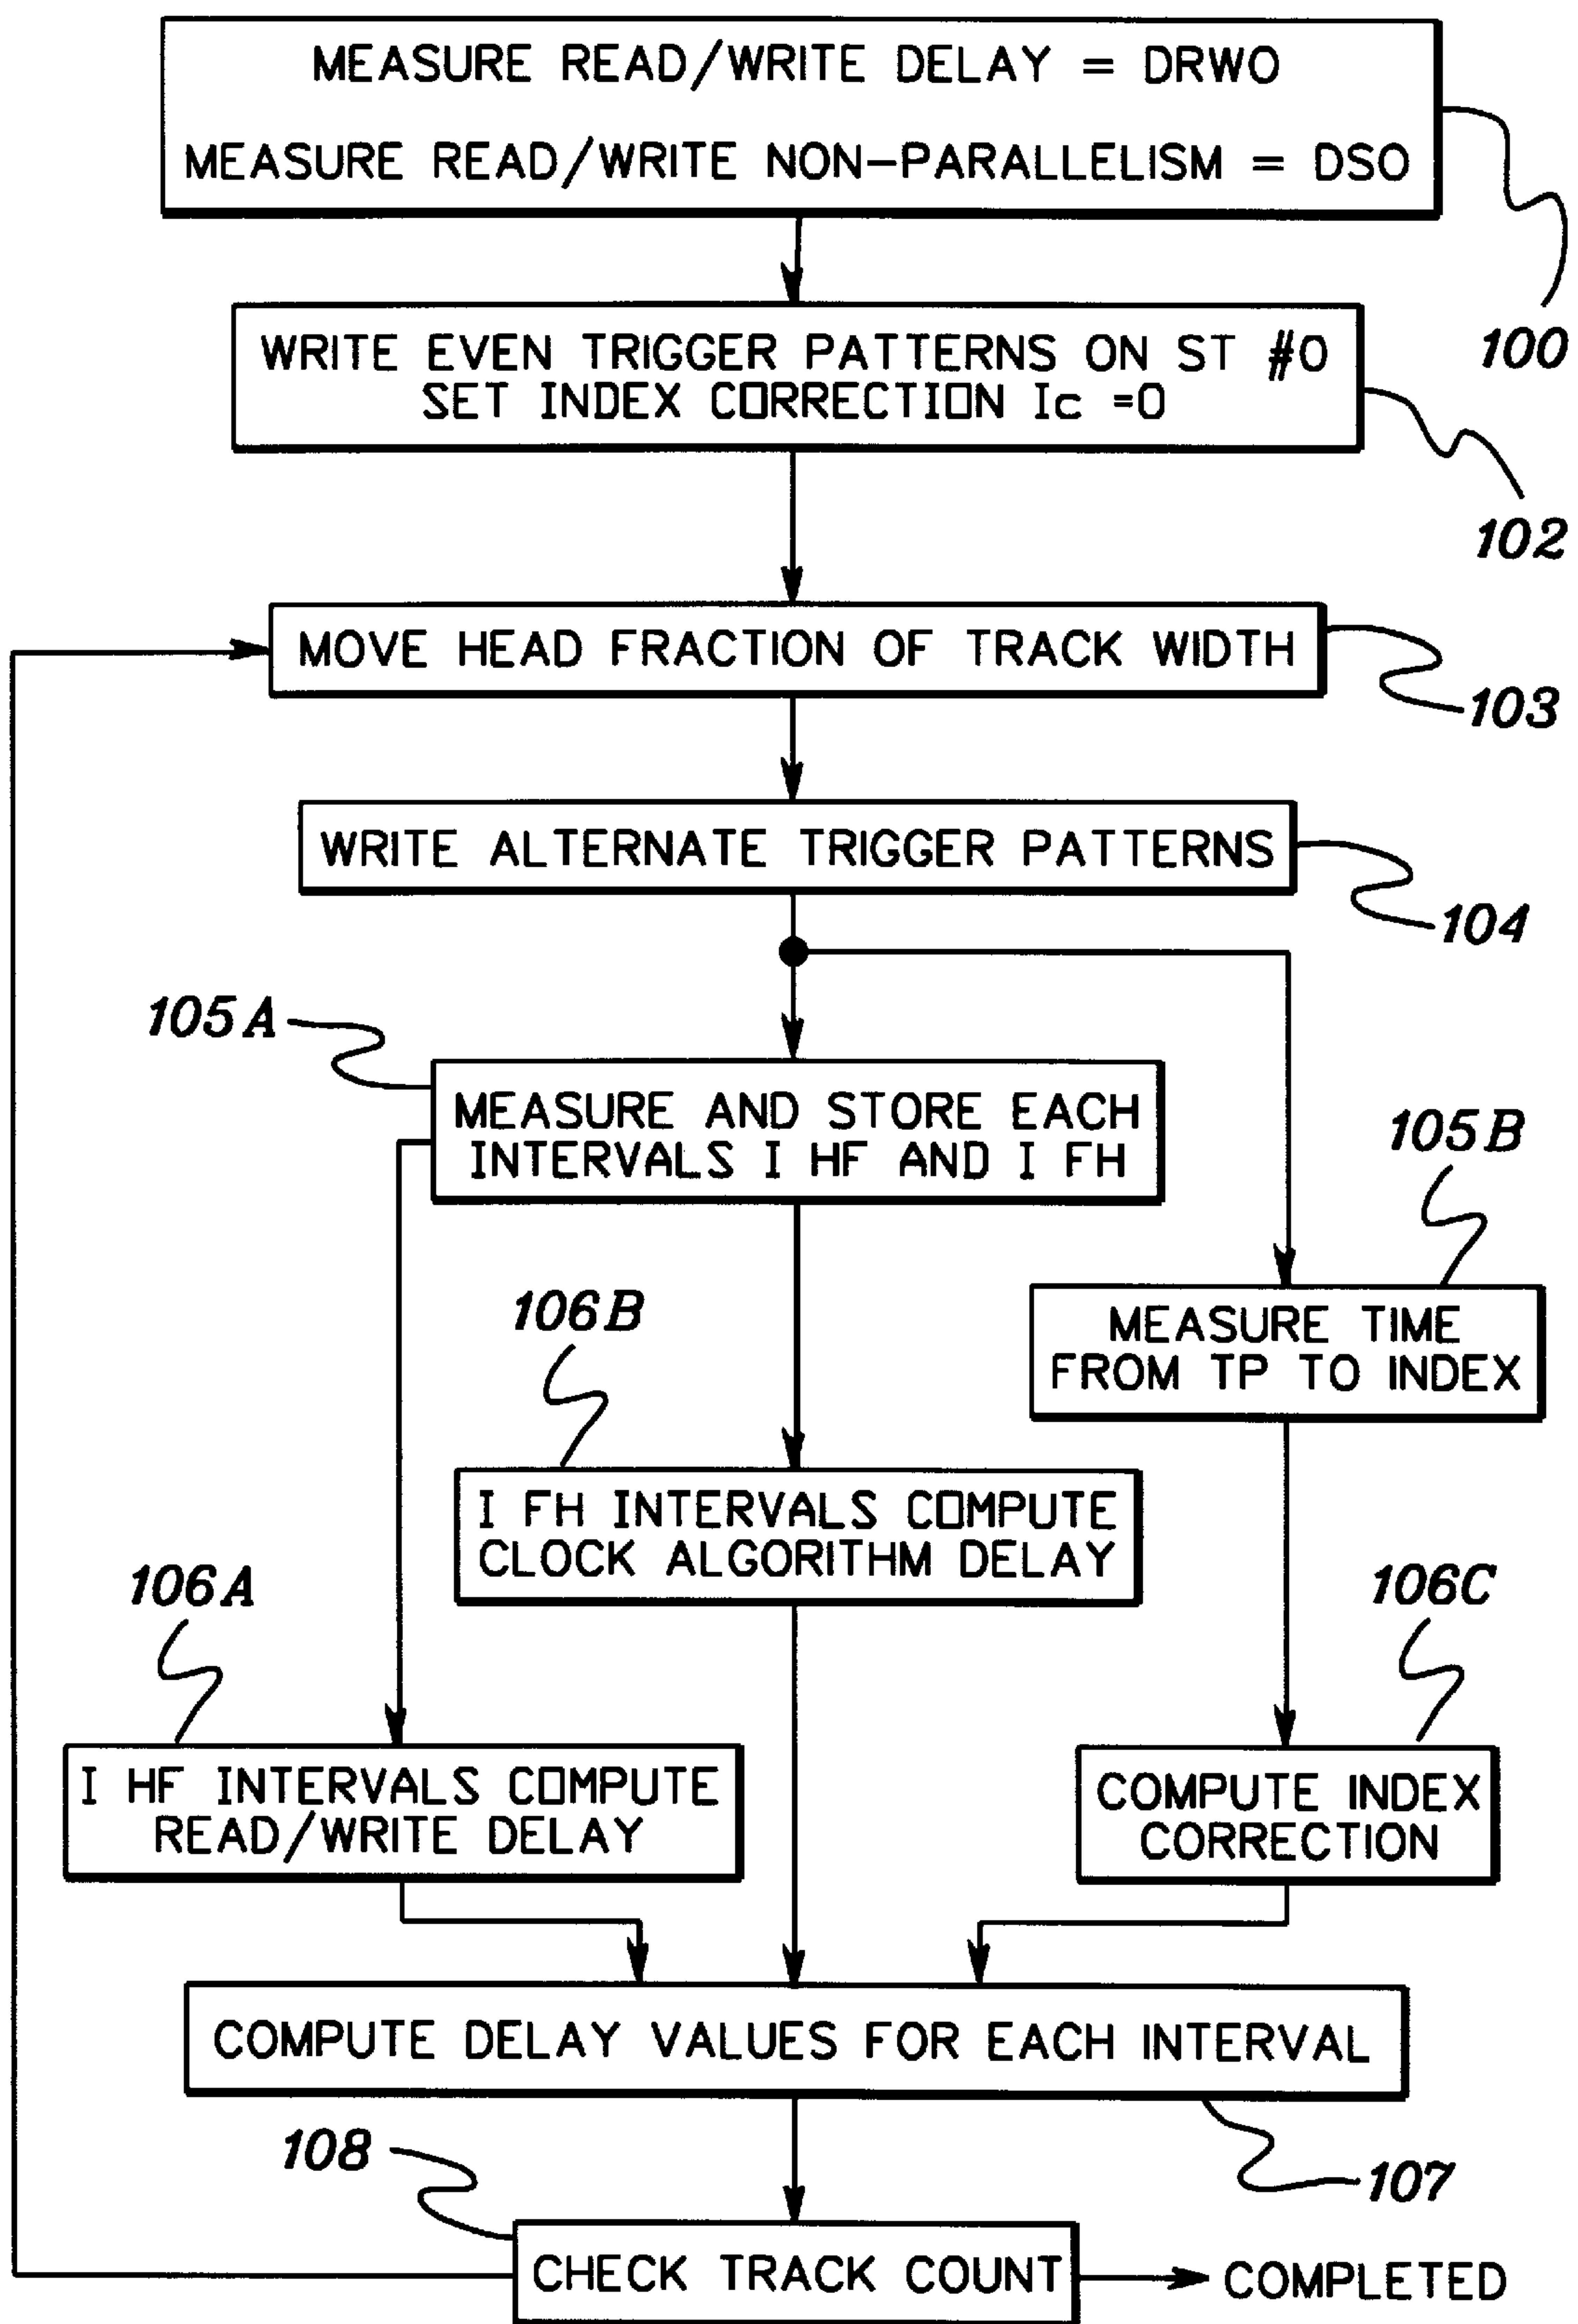 MEASURE READ/WRITE DELAY = DRWO
MEASURE READ/WRITE NON-PARALLELISM = DSO
100
WRITE EVEN TRIGGER PATTERNS ON ST #0
SET INDEX CORRECTION Ic =0
102
MOVE HEAD FRACTION OF TRACK WIDTH
103
WRITE ALTERNATE TRIGGER PATTERNS
104
105A
MEASURE AND STORE EACH
INTERVALS I HF AND I FH
105B
MEASURE TIME
FROM TP TO INDEX
106B
I FH INTERVALS COMPUTE
CLOCK ALGORITHM DELAY
106A
I HF INTERVALS COMPUTE
READ/WRITE DELAY
106C
COMPUTE INDEX
CORRECTION
COMPUTE DELAY VALUES FOR EACH INTERVAL
107
108
CHECK TRACK COUNT
COMPLETED